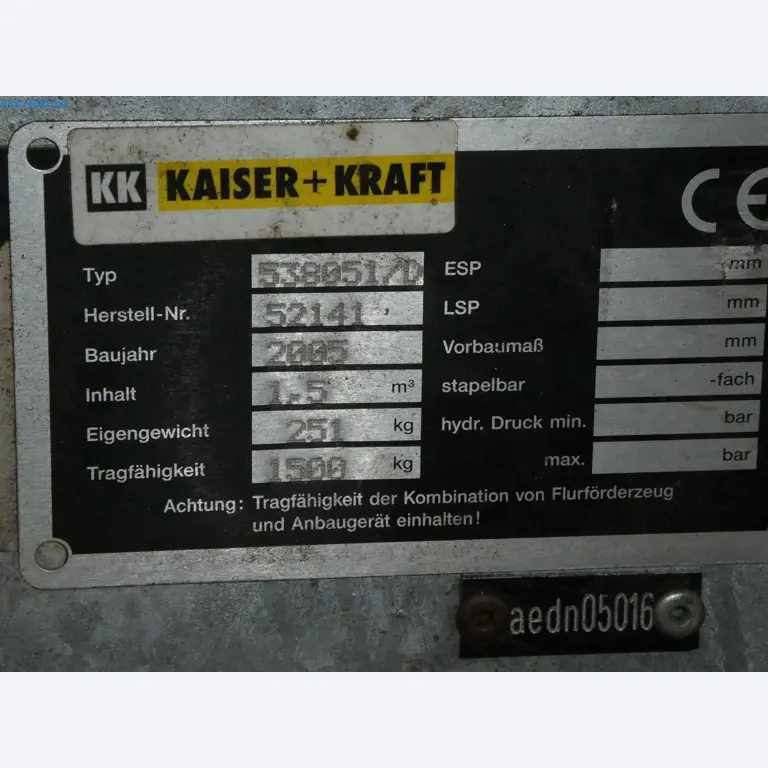 KK KAISER+KRAFT
CE
Typ 538051/D ESP mm
Herstell-Nr. 52141 LSP mm
Baujahr 2005 Vorbaumaß mm
Inhalt 1.5 m³ stapelbar -fach
Eigengewicht 251 kg hydr. Druck min. bar
Tragfähigkeit 1500 kg max. bar
Achtung: Tragfähigkeit der Kombination von Flurförderzeug
und Anbaugerät einhalten!
aedn05016